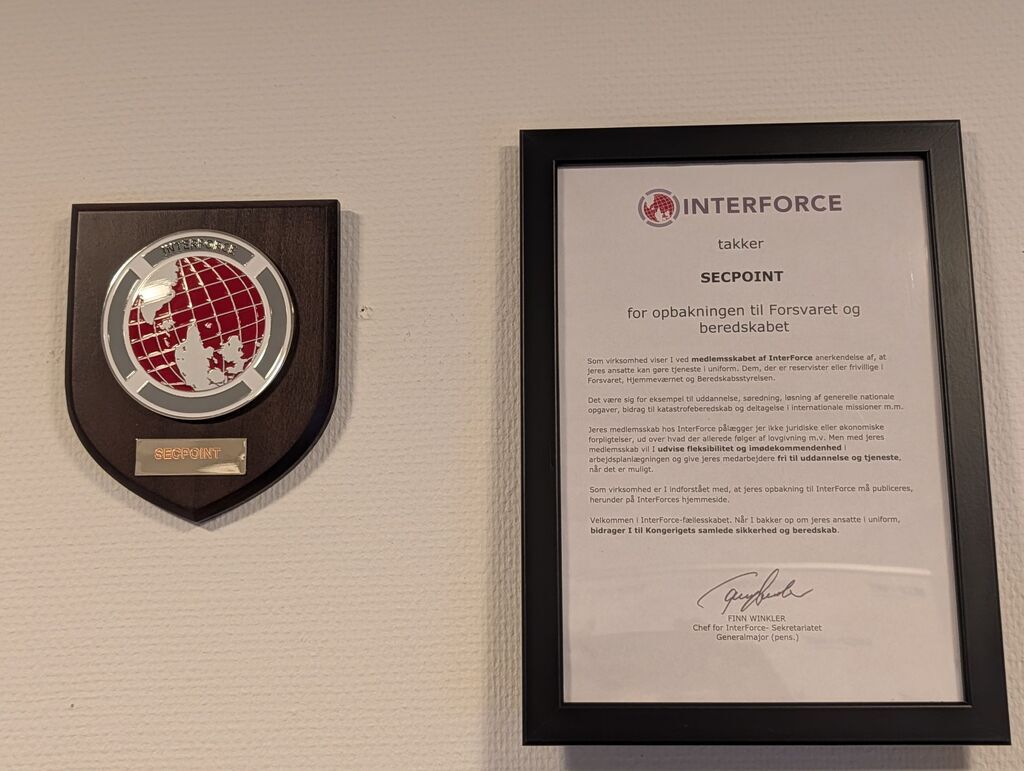 INTERFORCE
SECPOINT
INTERFORCE
takker
SECPOINT
for opbakningen til Forsvaret og
beredskabet
Som virksomhed viser I ved medlemsskabet af InterForce anerkendelse af, at
jeres ansatte kan gøre tjeneste i uniform. Dem, der er reservister eller frivillige i
Forsvaret, Hjemmeværnet og Beredskabsstyrelsen.
Det være sig for eksempel til uddannelse, søredning, løsning af generelle nationale
opgaver, bidrag til katastrofeberedskab og deltagelse i internationale missioner m.m.
Jeres medlemskab hos InterForce pålægger jer ikke juridiske eller økonomiske
forpligtelser, ud over hvad der allerede følger af lovgivning m.v. Men med jeres
medlemsskab vil I udvise fleksibilitet og imødekommendenhed i
arbejdsplanlægningen og give jeres medarbejdere fri til uddannelse og tjeneste,
når det er muligt.
Som virksomhed er I indforstået med, at jeres opbakning til InterForce må publiceres,
herunder på InterForces hjemmeside.
Velkommen i InterForce-fællesskabet. Når I bakker op om jeres ansatte i uniform,
bidrager I til Kongerigets samlede sikkerhed og beredskab.
FINN WINKLER
Chef for InterForce- Sekretariatet
Generalmajor (pens.)